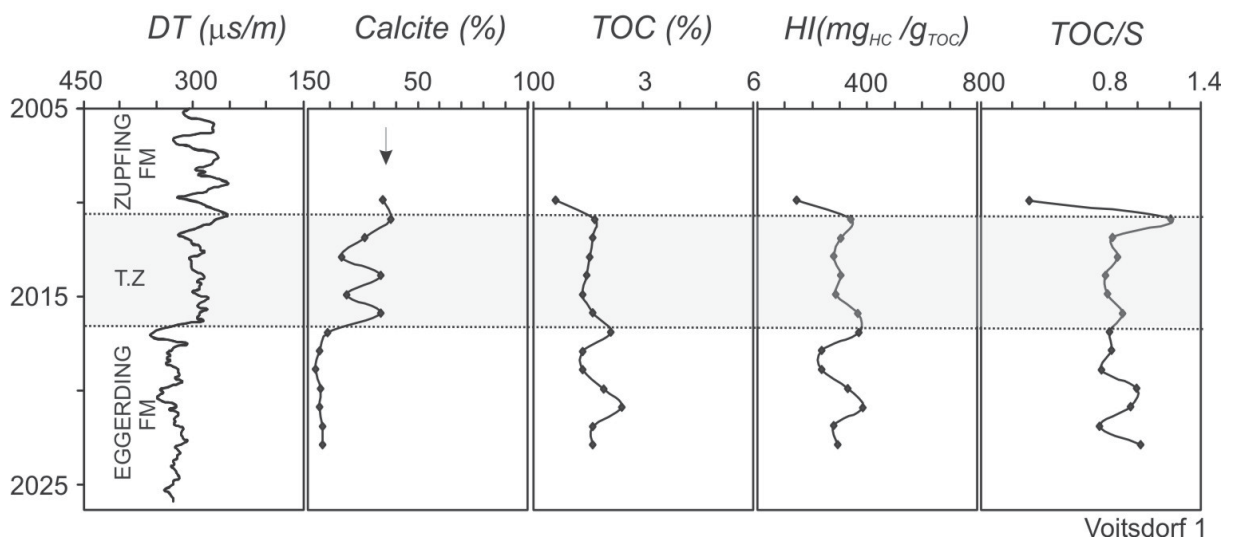 DT (µs/m) Calcite (%) TOC (%) HI(mgHC /gTOC) TOC/S
450 300 150 50 100 3 6 400 800 0.8 1.4
2005
ZUPFING
FM
T.Z
2015
EGGERDING
FM
2025
Voitsdorf 1